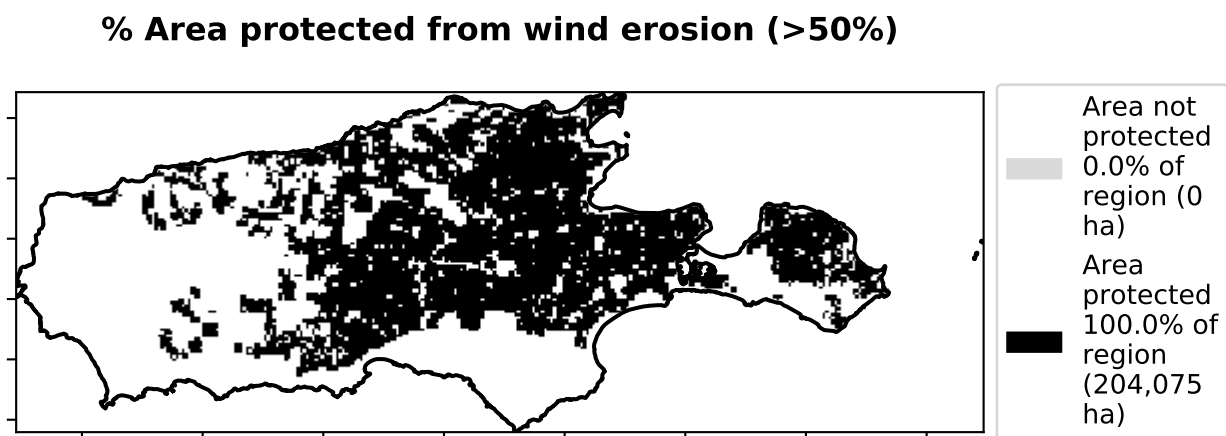 % Area protected from wind erosion (>50%)
Area not
protected
0.0% of
region (0
ha)
Area
protected
100.0% of
region
(204,075
ha)